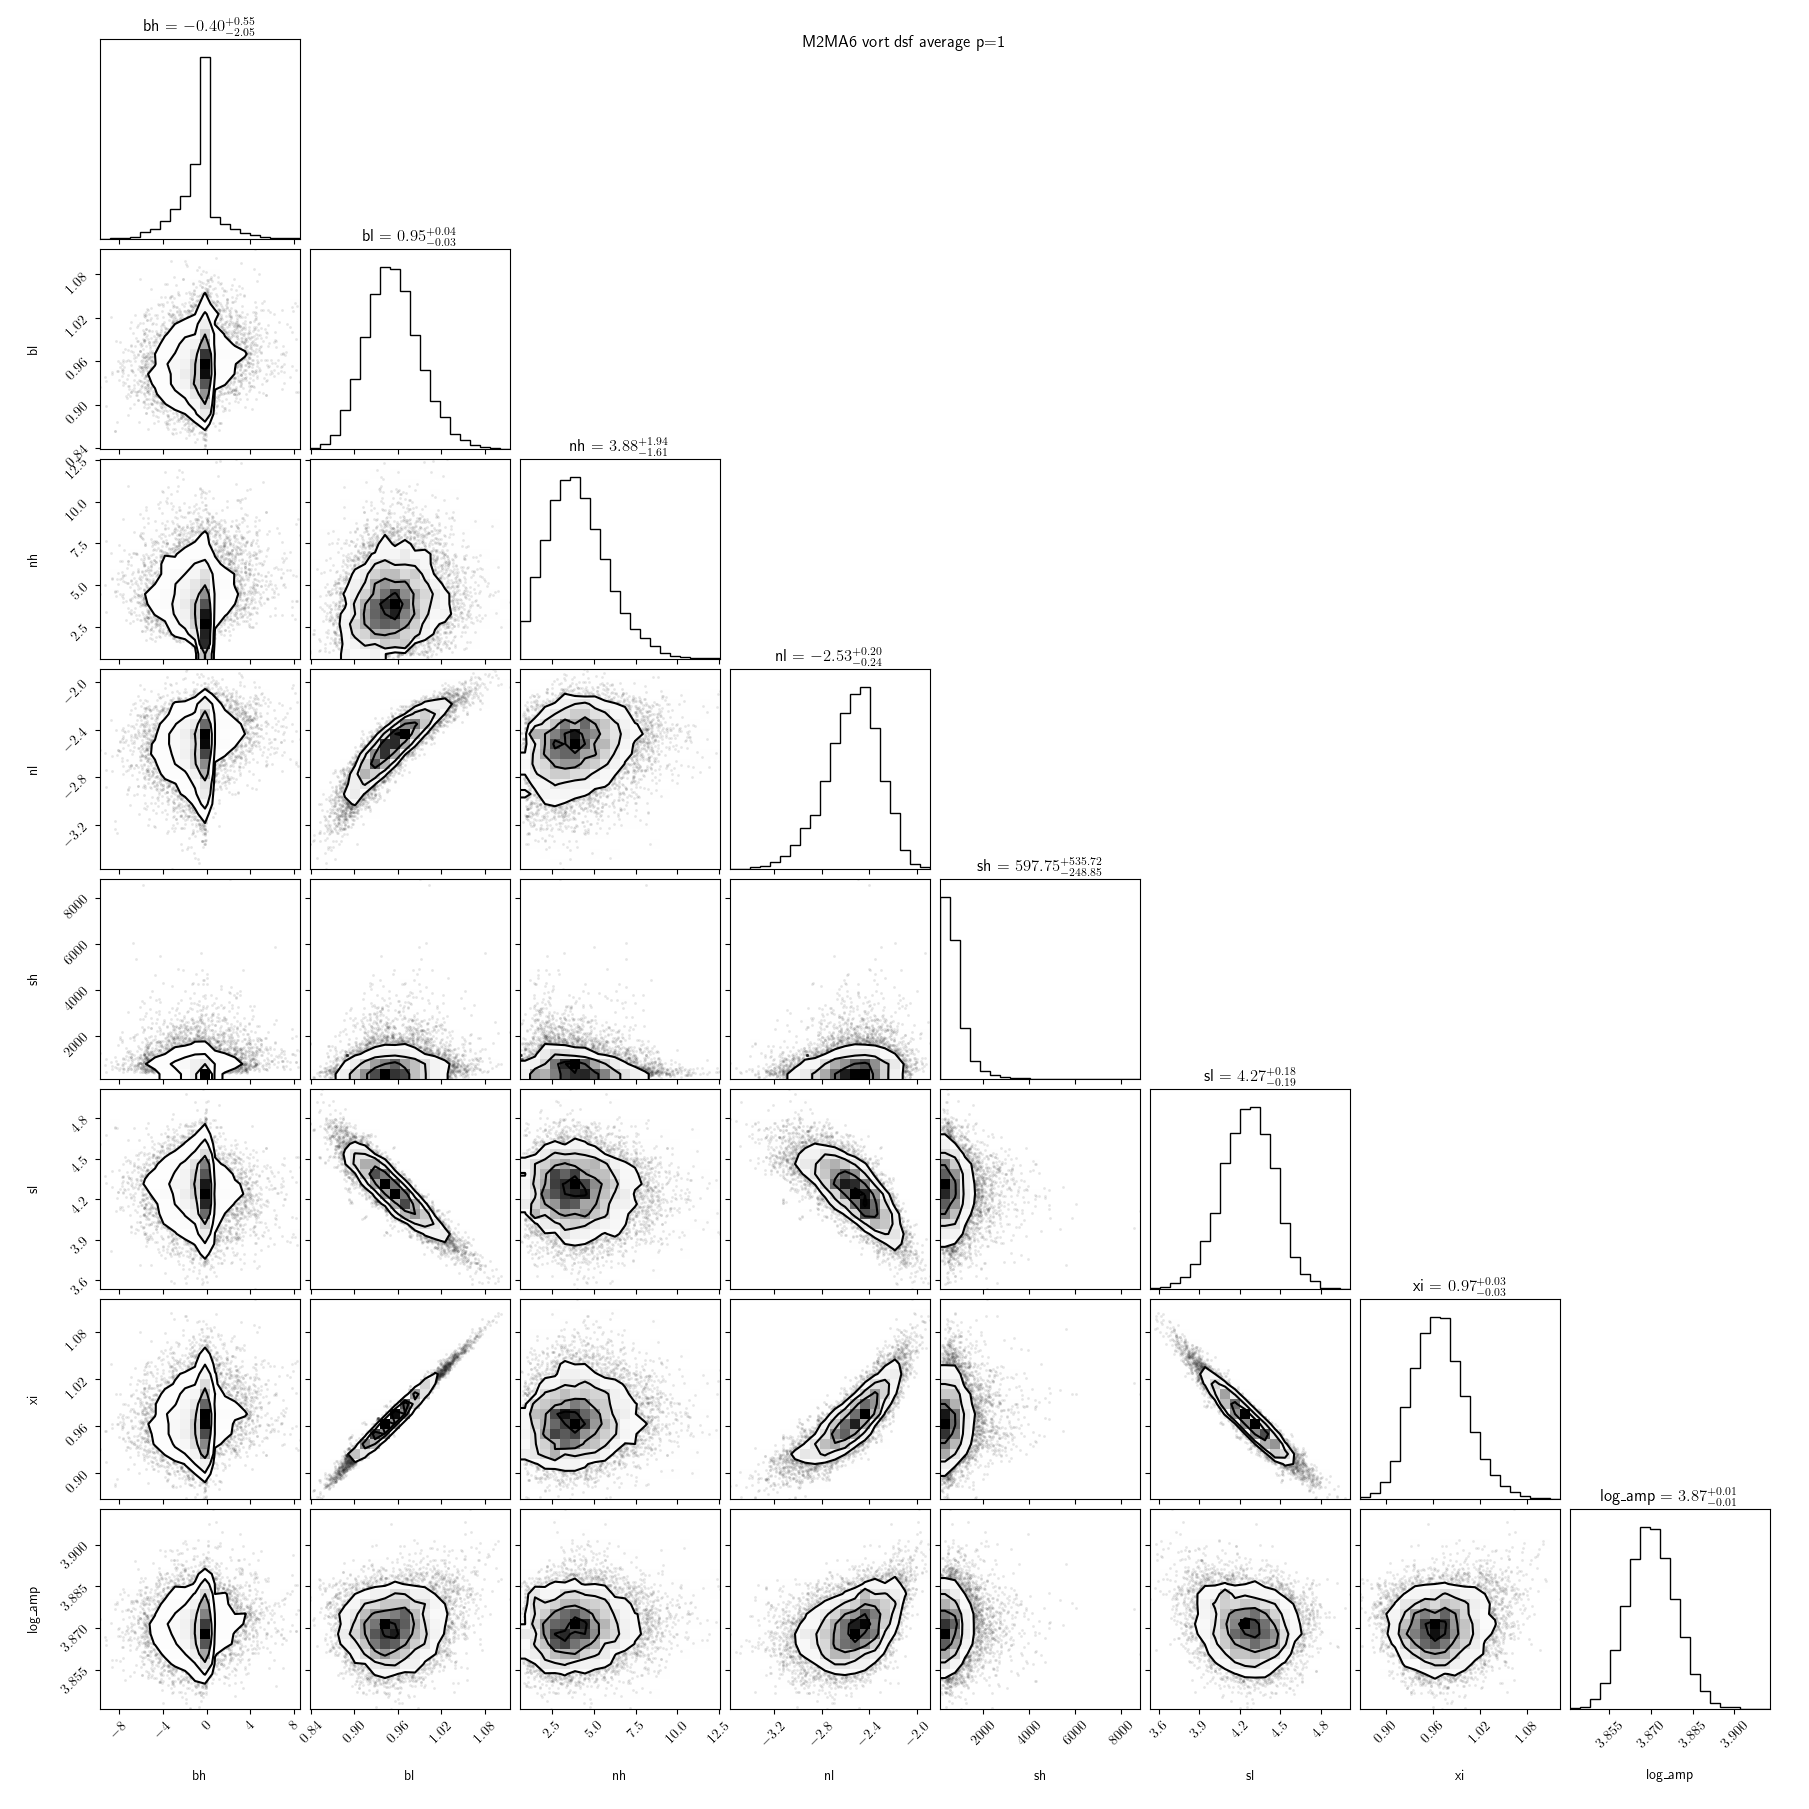 M2MA6 vort dsf average p=1
bh = −0.40+0.55 −2.05
bl = 0.95+0.04 −0.03
1.08
1.02
0.96
0.90
0.84
bl
nh = 3.88+1.94 −1.61
12.5
10.0
7.5
5.0
2.5
nh
nl = −2.53+0.20 −0.24
−2.0
−2.4
−2.8
−3.2
nl
sh = 597.75+535.72 −248.85
8000
6000
4000
2000
sh
sl = 4.27+0.18 −0.19
4.8
4.5
4.2
3.9
3.6
sl
xi = 0.97+0.03 −0.03
1.08
1.02
0.96
0.90
xi
log_amp = 3.87+0.01 −0.01
3.900
3.885
3.870
3.855
log_amp
−8 −4 0 4 8 0.84 0.90 0.96 1.02 1.08 2.5 5.0 7.5 10.0 12.5 −3.2 −2.8 −2.4 −2.0 2000 4000 6000 8000 3.6 3.9 4.2 4.5 4.8 0.90 0.96 1.02 1.08 3.855 3.870 3.885 3.900
bh bl nh nl sh sl xi log_amp